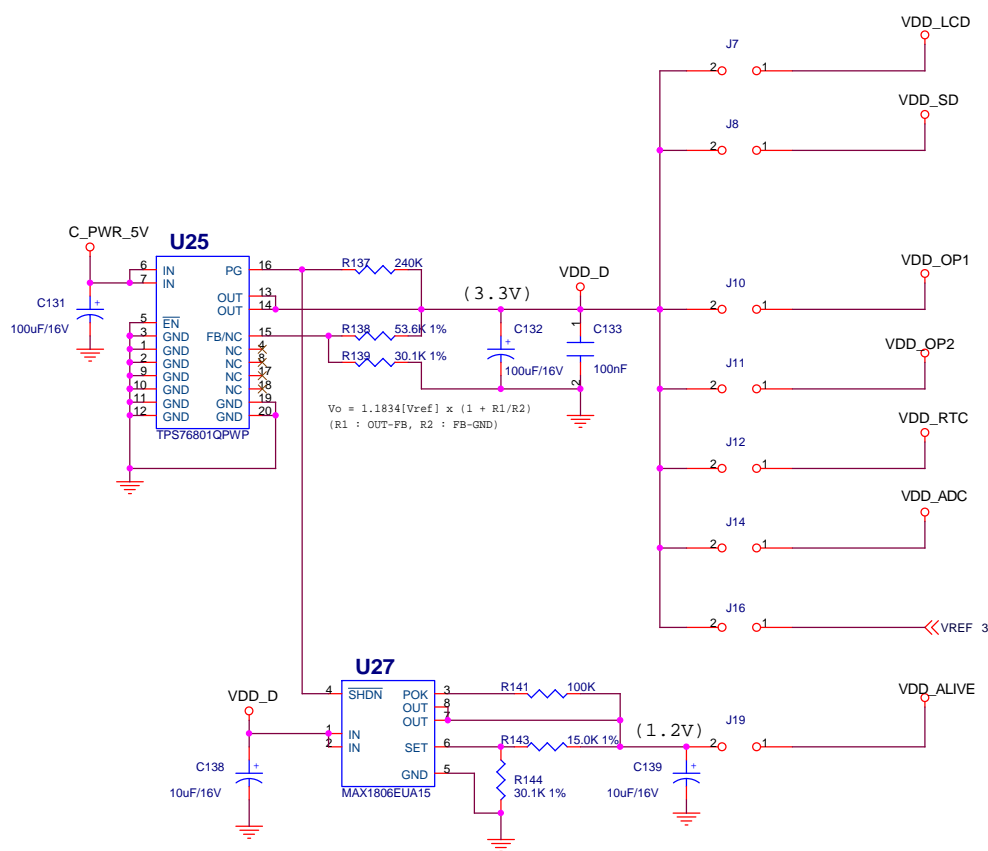 VDD_LCD
J7
2 1
VDD_SD
J8
2 1
C_PWR_5V
U25
6 IN PG 16 R137 240K
7 IN
C131
100uF/16V
OUT 13
OUT 14
(3.3V)
VDD_D
VDD_OP1
J10
2 1
5 EN
3 GND FB/NC 15 R138 53.6K 1%
1 GND NC 4
2 GND NC 8 R139 30.1K 1%
9 GND NC 17
10 GND NC 18
11 GND GND 19
12 GND GND 20
TPS76801QPWP
C132
100uF/16V
1
C133
100nF
2
Vo = 1.1834[Vref] x (1 + R1/R2)
(R1 : OUT-FB, R2 : FB-GND)
VDD_OP2
J11
2 1
VDD_RTC
J12
2 1
VDD_ADC
J14
2 1
J16
2 1
VREF 3
U27
VDD_D
4 SHDN POK 3 R141 100K
OUT 8
OUT 7
1 IN
2 IN
SET 6 R143 15.0K 1%
GND 5
MAX1806EUA15
R144
30.1K 1%
C138
10uF/16V
(1.2V)
C139
10uF/16V
VDD_ALIVE
J19
2 1